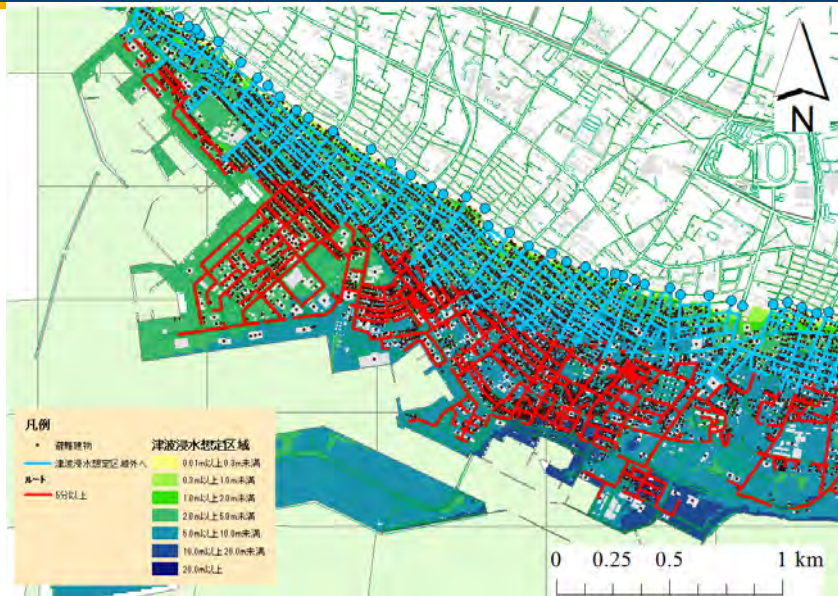 N
凡例
避難建物
津波浸水想定区域外へ
ルート
5分以上
津波浸水想定区域
0.01m以上0.3m未満
0.3m以上1.0m未満
1.0m以上2.0m未満
2.0m以上5.0m未満
5.0m以上10.0m未満
10.0m以上20.0m未満
20.0m以上
0 0.25 0.5 1 km